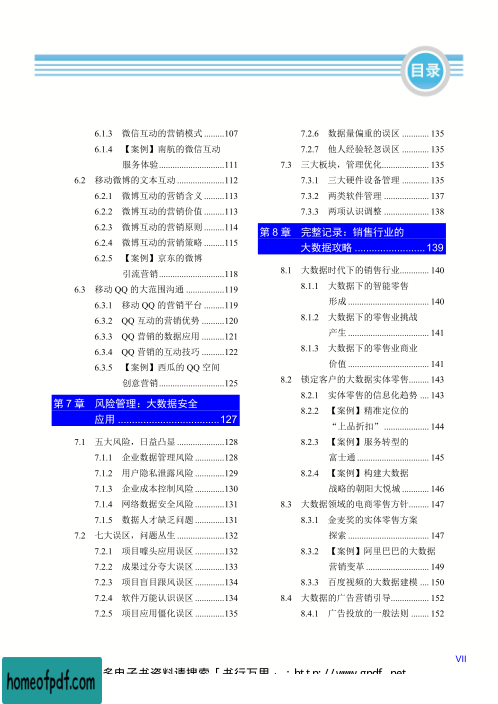 目录
6.1.3 微信互动的营销模式 .........107
6.1.4 【案例】南航的微信互动
服务体验.............................111
6.2 移动微博的文本互动.....................112
6.2.1 微博互动的营销含义 .........113
6.2.2 微博互动的营销价值 .........113
6.2.3 微博互动的营销原则 .........114
6.2.4 微博互动的营销策略 .........115
6.2.5 【案例】京东的微博
引流营销.............................118
6.3 移动 QQ 的大范围沟通 .................119
6.3.1 移动 QQ 的营销平台 .........119
6.3.2 QQ 互动的营销优势 ..........120
6.3.3 QQ 营销的数据应用 ..........121
6.3.4 QQ 营销的互动技巧 ..........122
6.3.5 【案例】西瓜的 QQ 空间
创意营销.............................125
第 7 章 风险管理：大数据安全
应用 ...................................127
7.1 五大风险，日益凸显.....................128
7.1.1 企业数据管理风险 .............128
7.1.2 用户隐私泄露风险 .............129
7.1.3 企业成本控制风险 .............130
7.1.4 网络数据安全风险 .............131
7.1.5 数据人才缺乏问题 .............131
7.2 七大误区，问题丛生.....................132
7.2.1 项目噱头应用误区 .............132
7.2.2 成果过分夸大误区 .............133
7.2.3 项目盲目跟风误区 .............134
7.2.4 软件万能认识误区 .............134
7.2.5 项目应用僵化误区 .............135
7.2.6 数据量偏重的误区 ............ 135
7.2.7 他人经验轻忽误区 ............ 135
7.3 三大板块，管理优化..................... 135
7.3.1 三大硬件设备管理 ............ 135
7.3.2 两类软件管理 .................... 137
7.3.3 两项认识调整 .................... 138
第 8 章 完整记录：销售行业的
大数据攻略 ......................... 139
8.1 大数据时代下的销售行业............. 140
8.1.1 大数据下的智能零售
形成 .................................... 140
8.1.2 大数据下的零售业挑战
产生 .................................... 141
8.1.3 大数据下的零售业商业
价值 .................................... 141
8.2 锁定客户的大数据实体零售......... 143
8.2.1 实体零售的信息化趋势 .... 143
8.2.2 【案例】精准定位的
“上品折扣” .................... 144
8.2.3 【案例】服务转型的
富士通 ................................ 145
8.2.4 【案例】构建大数据
战略的朝阳大悦城 ............ 146
8.3 大数据领域的电商零售方针......... 147
8.3.1 金麦奖的实体零售方案
探索 .................................... 147
8.3.2 【案例】阿里巴巴的大数据
营销变革 ............................ 149
8.3.3 百度视频的大数据建模 .... 150
8.4 大数据的广告营销引导................. 152
8.4.1 广告投放的一般法则 ........ 152
VII
homeofpdf.com